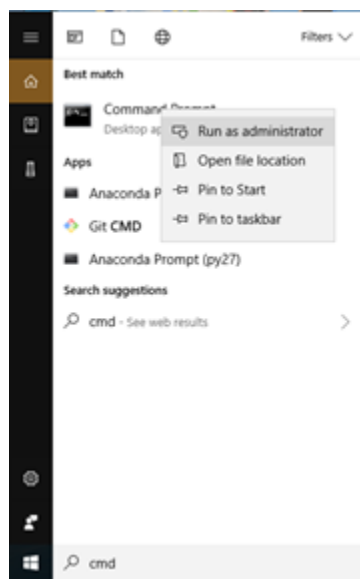 Filters
Best match
Command Prompt
Desktop ap
Run as administrator
Open file location
Pin to Start
Pin to taskbar
Apps
Anaconda P
Git CMD
Anaconda Prompt (py27)
Search suggestions
cmd - See web results
cmd